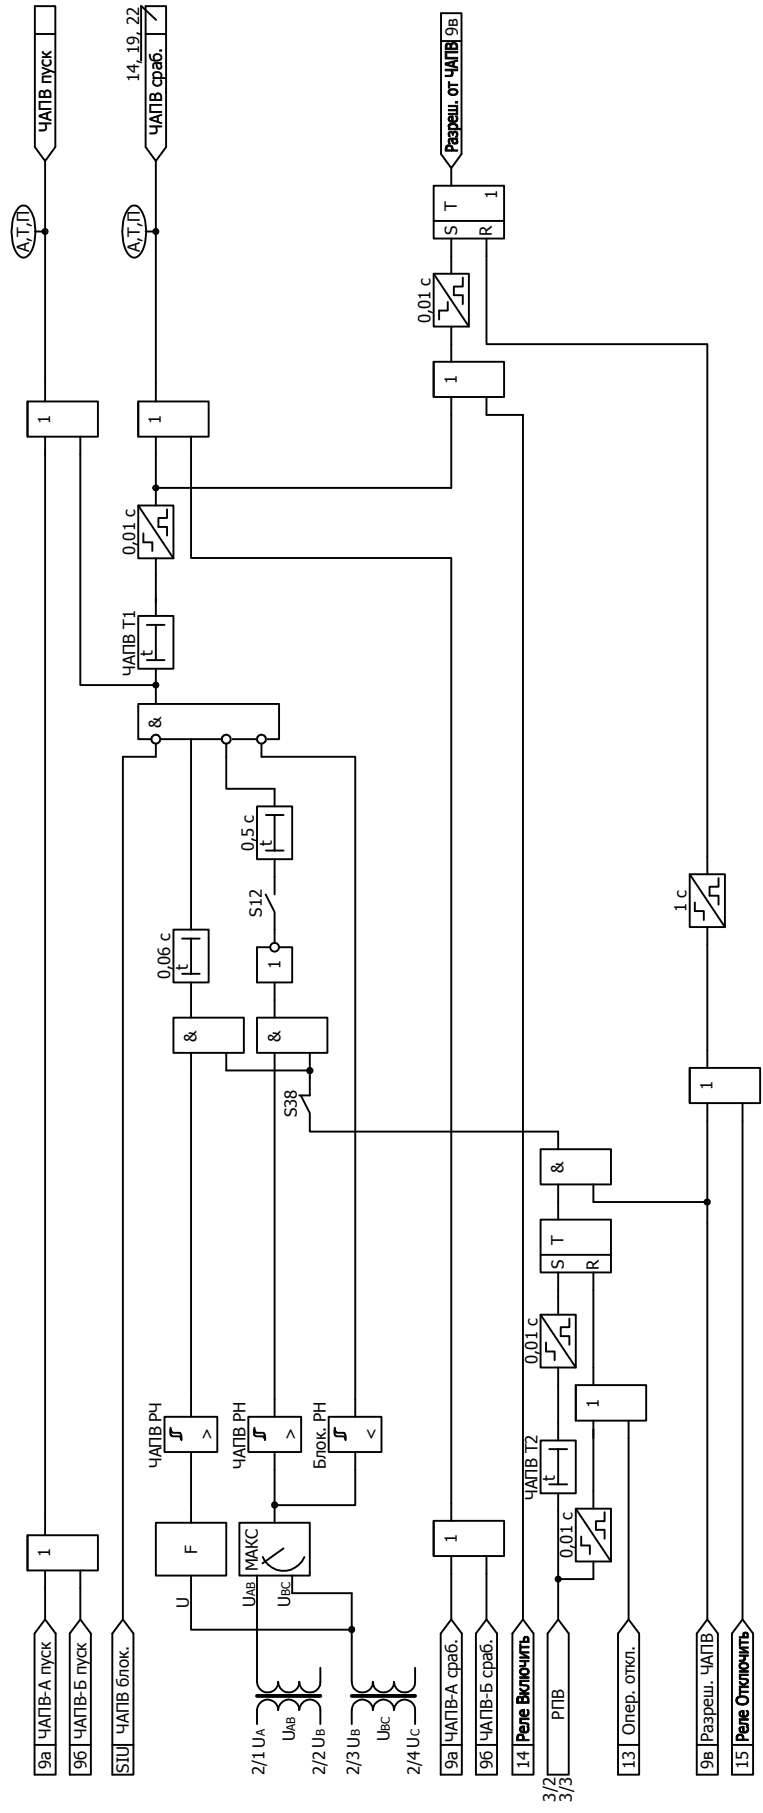 ЧАПВ пуск
14, 19, 22
ЧАПВ сраб.
Разреш. от ЧАПВ 9в
А,Т,П
А,Т,П
S T 1
R
0,01 с
1
1
1
0,01 с
ЧАПВ Т1
t
&
0,5 с
t
S12
0,06 с
t
1
1 с
&
&
S38
1
&
S T
R
0,01 с
1
ЧАПВ РЧ
>
ЧАПВ РН
>
Блок. РН
<
ЧАПВ Т2
t
0,01 с
1
F
МАКС
1
U
UAB
UBC
9а ЧАПВ-А пуск
9б ЧАПВ-Б пуск
SIU ЧАПВ блок.
2/1 UA
UAB
2/2 UB
2/3 UB
UBC
2/4 UC
9а ЧАПВ-А сраб.
9б ЧАПВ-Б сраб.
14 Реле Включить
3/2
3/3
РПВ
13 Опер. откл.
9в Разреш. ЧАПВ
15 Реле Отключить